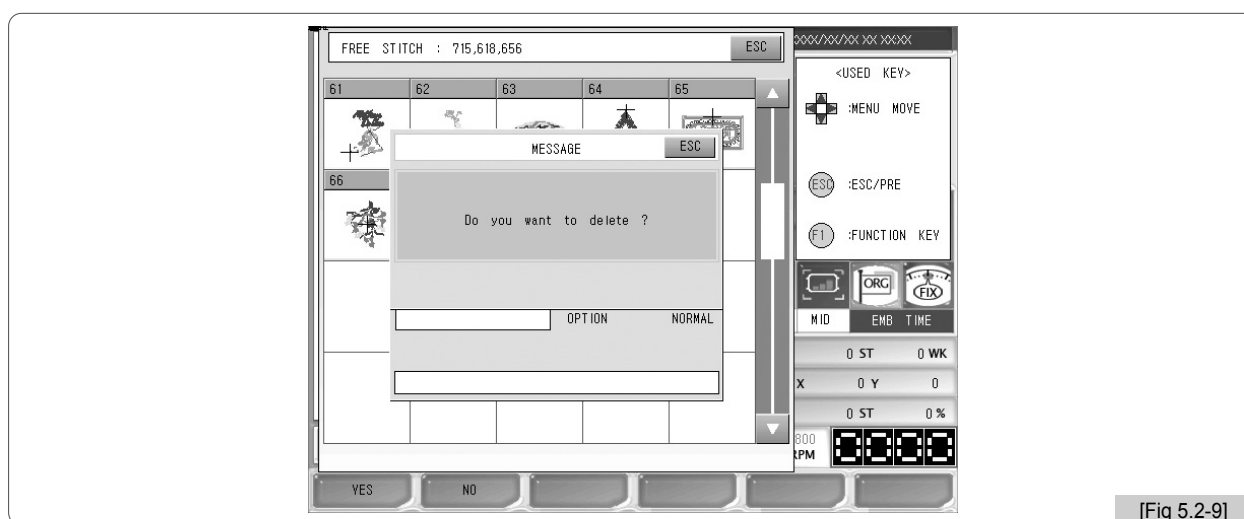 FREE STITCH : 715,618,656
ESC
XXXX/XX/XX XX XX:XX
<USED KEY>
61 62 63 64 65
:MENU MOVE
MESSAGE
ESC
66
ESC :ESC/PRE
Do you want to delete ?
F1 :FUNCTION KEY
ORG
FIX
OPTION NORMAL
MID EMB TIME
0 ST 0 WK
X 0 Y 0
0 ST 0 %
800
RPM
0000
YES NO
[Fig 5.2-9]